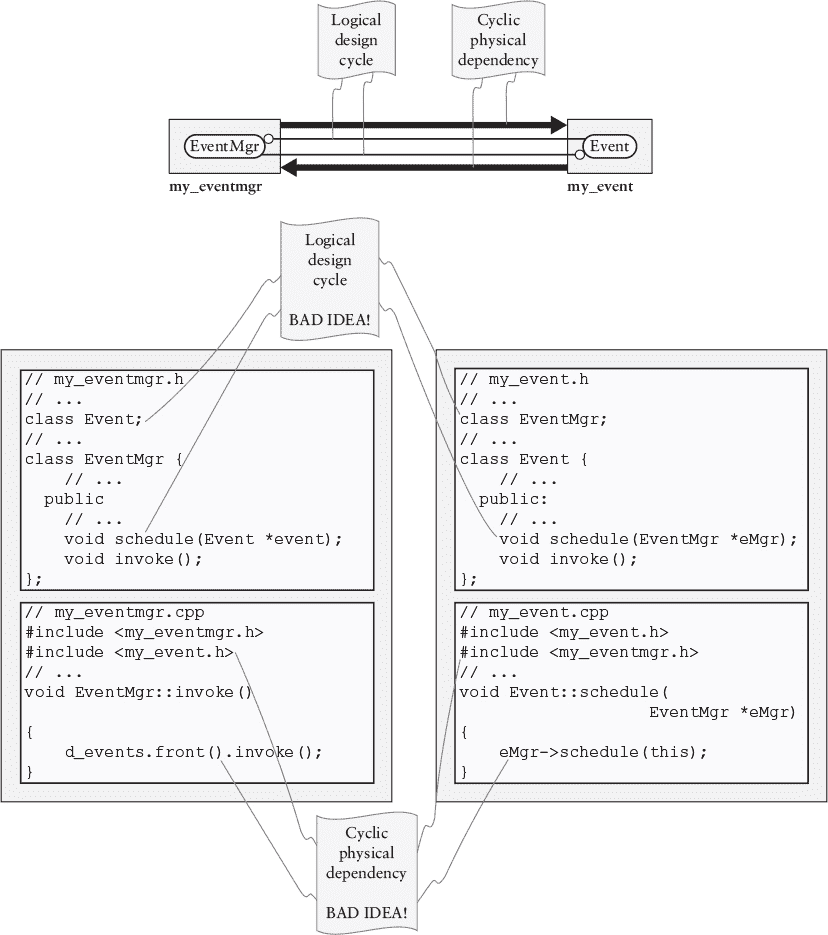 Logical
design
cycle
Cyclic
physical
dependency
EventMgr
Event
my_eventmgr
my_event
Logical
design
cycle
BAD IDEA!
// my_eventmgr.h
// ...
class Event;
// ...
class EventMgr {
// ...
public
// ...
void schedule(Event *event);
void invoke();
};
// my_eventmgr.cpp
#include <my_eventmgr.h>
#include <my_event.h>
// ...
void EventMgr::invoke()
{
d_events.front().invoke();
}
// my_event.h
// ...
class EventMgr;
// ...
class Event {
// ...
public:
// ...
void schedule(EventMgr *eMgr);
void invoke();
};
// my_event.cpp
#include <my_event.h>
#include <my_eventmgr.h>
// ...
void Event::schedule(
EventMgr *eMgr)
{
eMgr->schedule(this);
}
Cyclic
physical
dependency
BAD IDEA!